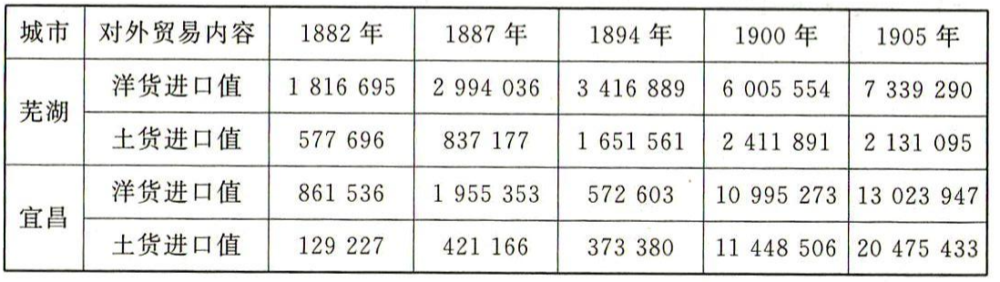 城市 对外贸易内容 1882 年 1887 年 1894 年 1900 年 1905 年
芜湖 洋货进口值 1 816 695 2 994 036 3 416 889 6 005 554 7 339 290
土货进口值 577 696 837 177 1 651 561 2 411 891 2 131 095
宜昌 洋货进口值 861 536 1 955 353 572 603 10 995 273 13 023 947
土货进口值 129 227 421 166 373 380 11 448 506 20 475 433